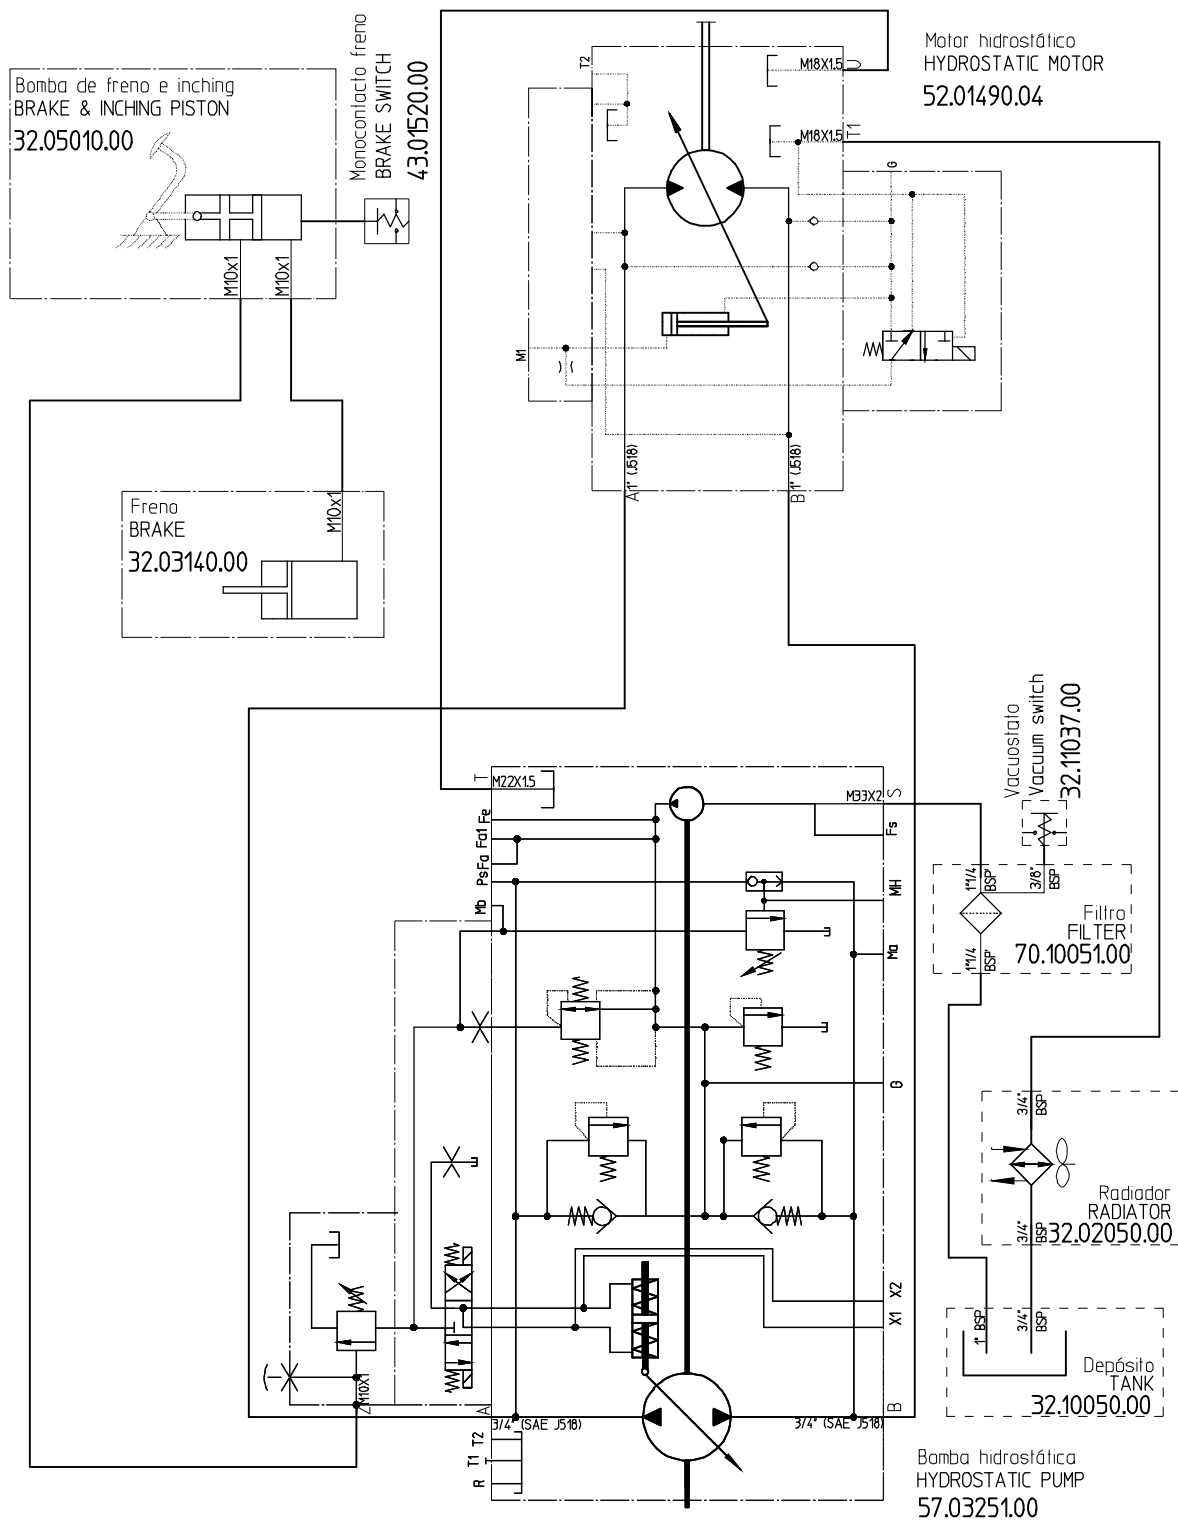 Bomba de freno e inching
BRAKE & INCHING PISTON
32.05010.00
M10x1
M10x1
Monocontacto freno
BRAKE SWITCH
43.01520.00
Motor hidrostático
HYDROSTATIC MOTOR
52.01490.04
T2
M18X1.5
U
M18X1.5
T1
G
M1
A
1" (J518)
B
1" (J518)
Freno
BRAKE
32.03140.00
M10x1
Vacuostato
Vacuum switch
32.11037.00
T
M22X1.5
Fe
Fa1
Fa
Ps
Mb
M33X2
S
Fs
MH
Ma
G
X2
X1
1"1/4
BSP'
3/8"
BSP
Filtro
FILTER
70.10051.00
1"1/4
BSP'
3/4"
BSP
Radiador
RADIATOR
32.02050.00
3/4"
BSP
1" BSP
3/4"
BSP
Depósito
TANK
32.10050.00
Z
M10X1
A
3/4" (SAE J518)
3/4" (SAE J518)
B
T2
T1
R
Bomba hidrostática
HYDROSTATIC PUMP
57.03251.00